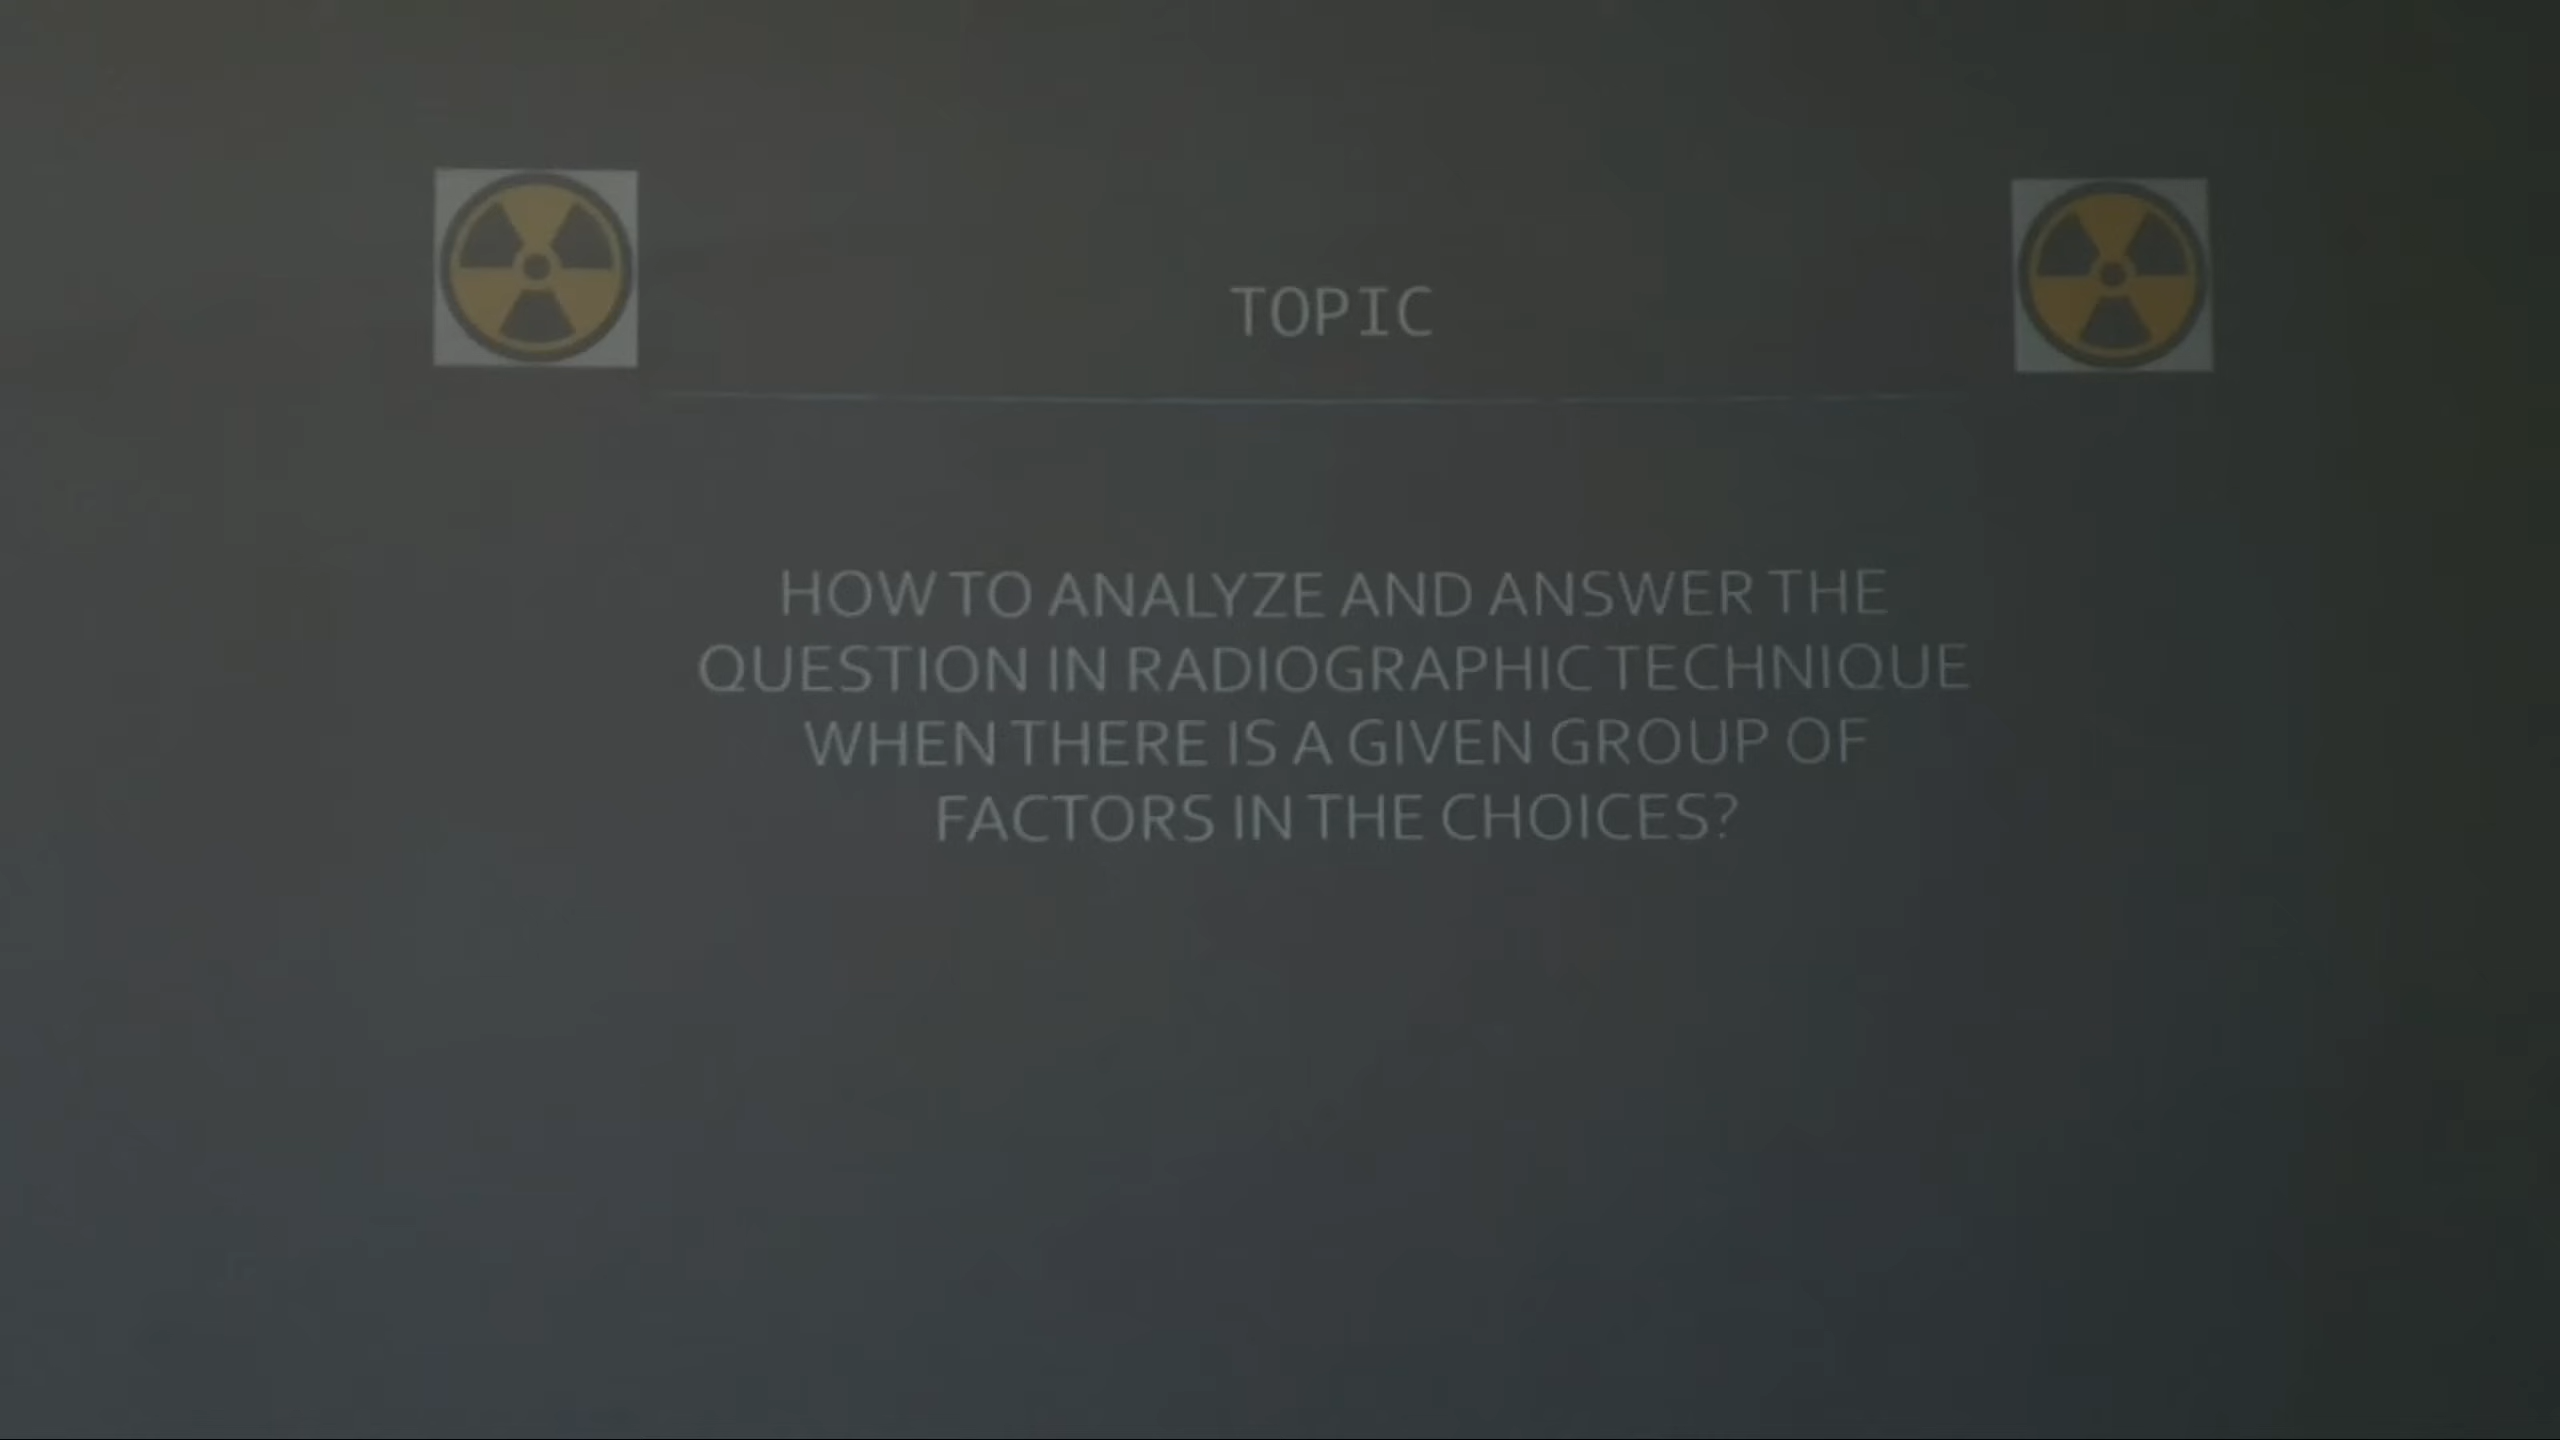 TOPIC
HOW TO ANALYZE AND ANSWER THE
QUESTION IN RADIOGRAPHIC TECHNIQUE
WHEN THERE IS A GIVEN GROUP OF
FACTORS IN THE CHOICES?